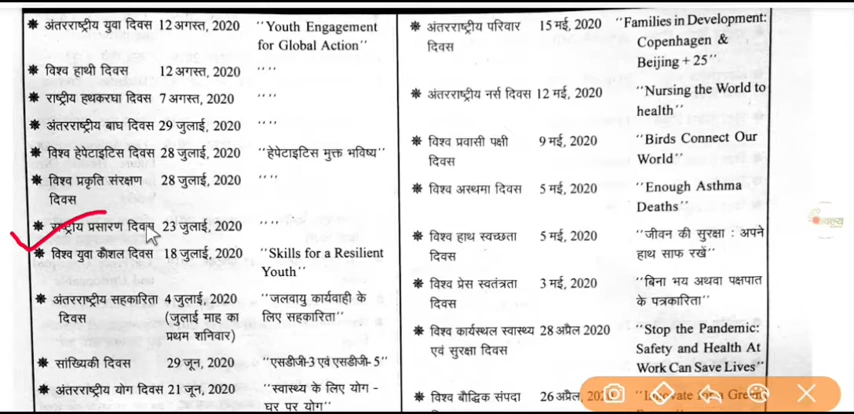 ✱ अंतरराष्ट्रीय युवा दिवस 12 अगस्त, 2020 "Youth Engagement
for Global Action"
✱ विश्व हाथी दिवस 12 अगस्त, 2020 ""
✱ राष्ट्रीय हथकरघा दिवस 7 अगस्त, 2020 ""
✱ अंतरराष्ट्रीय बाघ दिवस 29 जुलाई, 2020 ""
✱ विश्व हेपेटाइटिस दिवस 28 जुलाई, 2020 "हेपेटाइटिस मुक्त भविष्य"
✱ विश्व प्रकृति संरक्षण 28 जुलाई, 2020 ""
दिवस
✱ राष्ट्रीय प्रसारण दिवस 23 जुलाई, 2020 ""
✱ विश्व युवा कौशल दिवस 18 जुलाई, 2020 "Skills for a Resilient
Youth"
✱ अंतरराष्ट्रीय सहकारिता 4 जुलाई, 2020 "जलवायु कार्यवाही के
दिवस (जुलाई माह का लिए सहकारिता"
प्रथम शनिवार)
✱ सांख्यिकी दिवस 29 जून, 2020 "एसडीजी-3 एवं एसडीजी-5"
✱ अंतरराष्ट्रीय योग दिवस 21 जून, 2020 "स्वास्थ्य के लिए योग -
घर पर योग"
✱ अंतरराष्ट्रीय परिवार 15 मई, 2020 "Families in Development:
दिवस Copenhagen &
Beijing + 25"
✱ अंतरराष्ट्रीय नर्स दिवस 12 मई, 2020 "Nursing the World to
health"
✱ विश्व प्रवासी पक्षी 9 मई, 2020 "Birds Connect Our
दिवस World"
✱ विश्व अस्थमा दिवस 5 मई, 2020 "Enough Asthma
Deaths"
✱ विश्व हाथ स्वच्छता 5 मई, 2020 "जीवन की सुरक्षा : अपने
दिवस हाथ साफ रखें"
✱ विश्व प्रेस स्वतंत्रता 3 मई, 2020 "बिना भय अथवा पक्षपात
दिवस के पत्रकारिता"
✱ विश्व कार्यस्थल स्वास्थ्य 28 अप्रैल 2020 "Stop the Pandemic:
एवं सुरक्षा दिवस Safety and Health At
Work Can Save Lives"
✱ विश्व बौद्धिक संपदा 26 अप्रैल, 2020 "Innovate for a Green